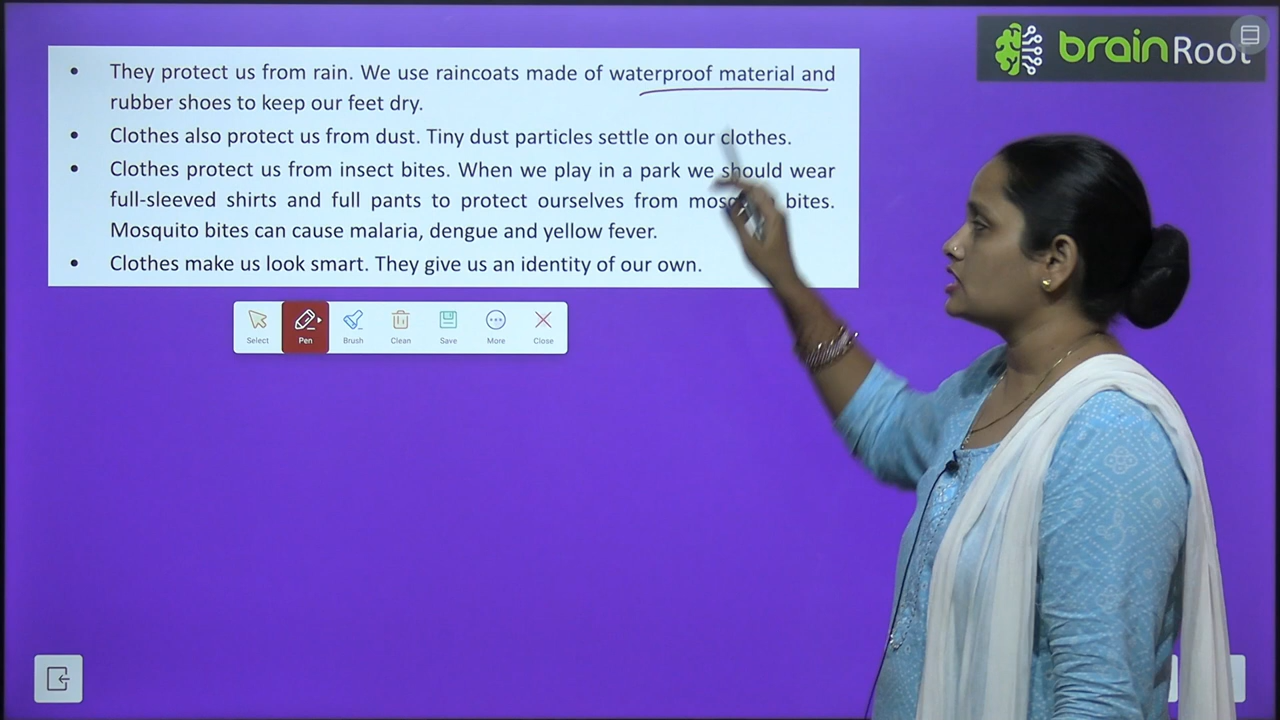 brainRoot
• They protect us from rain. We use raincoats made of waterproof material and
rubber shoes to keep our feet dry.
• Clothes also protect us from dust. Tiny dust particles settle on our clothes.
• Clothes protect us from insect bites. When we play in a park we should wear
full-sleeved shirts and full pants to protect ourselves from bites.
Mosquito bites can cause malaria, dengue and yellow fever.
• Clothes make us look smart. They give us an identity of our own.
Select Pen Brush Clean Save More Close